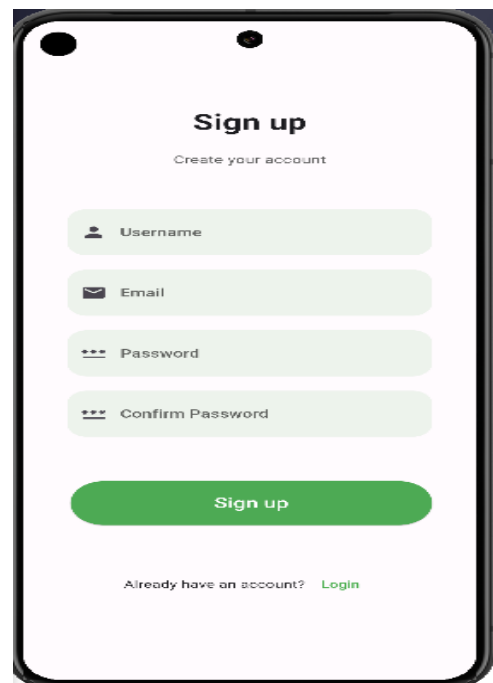 Sign up
Create your account
Username
Email
Password
Confirm Password
Sign up
Already have an account? Login